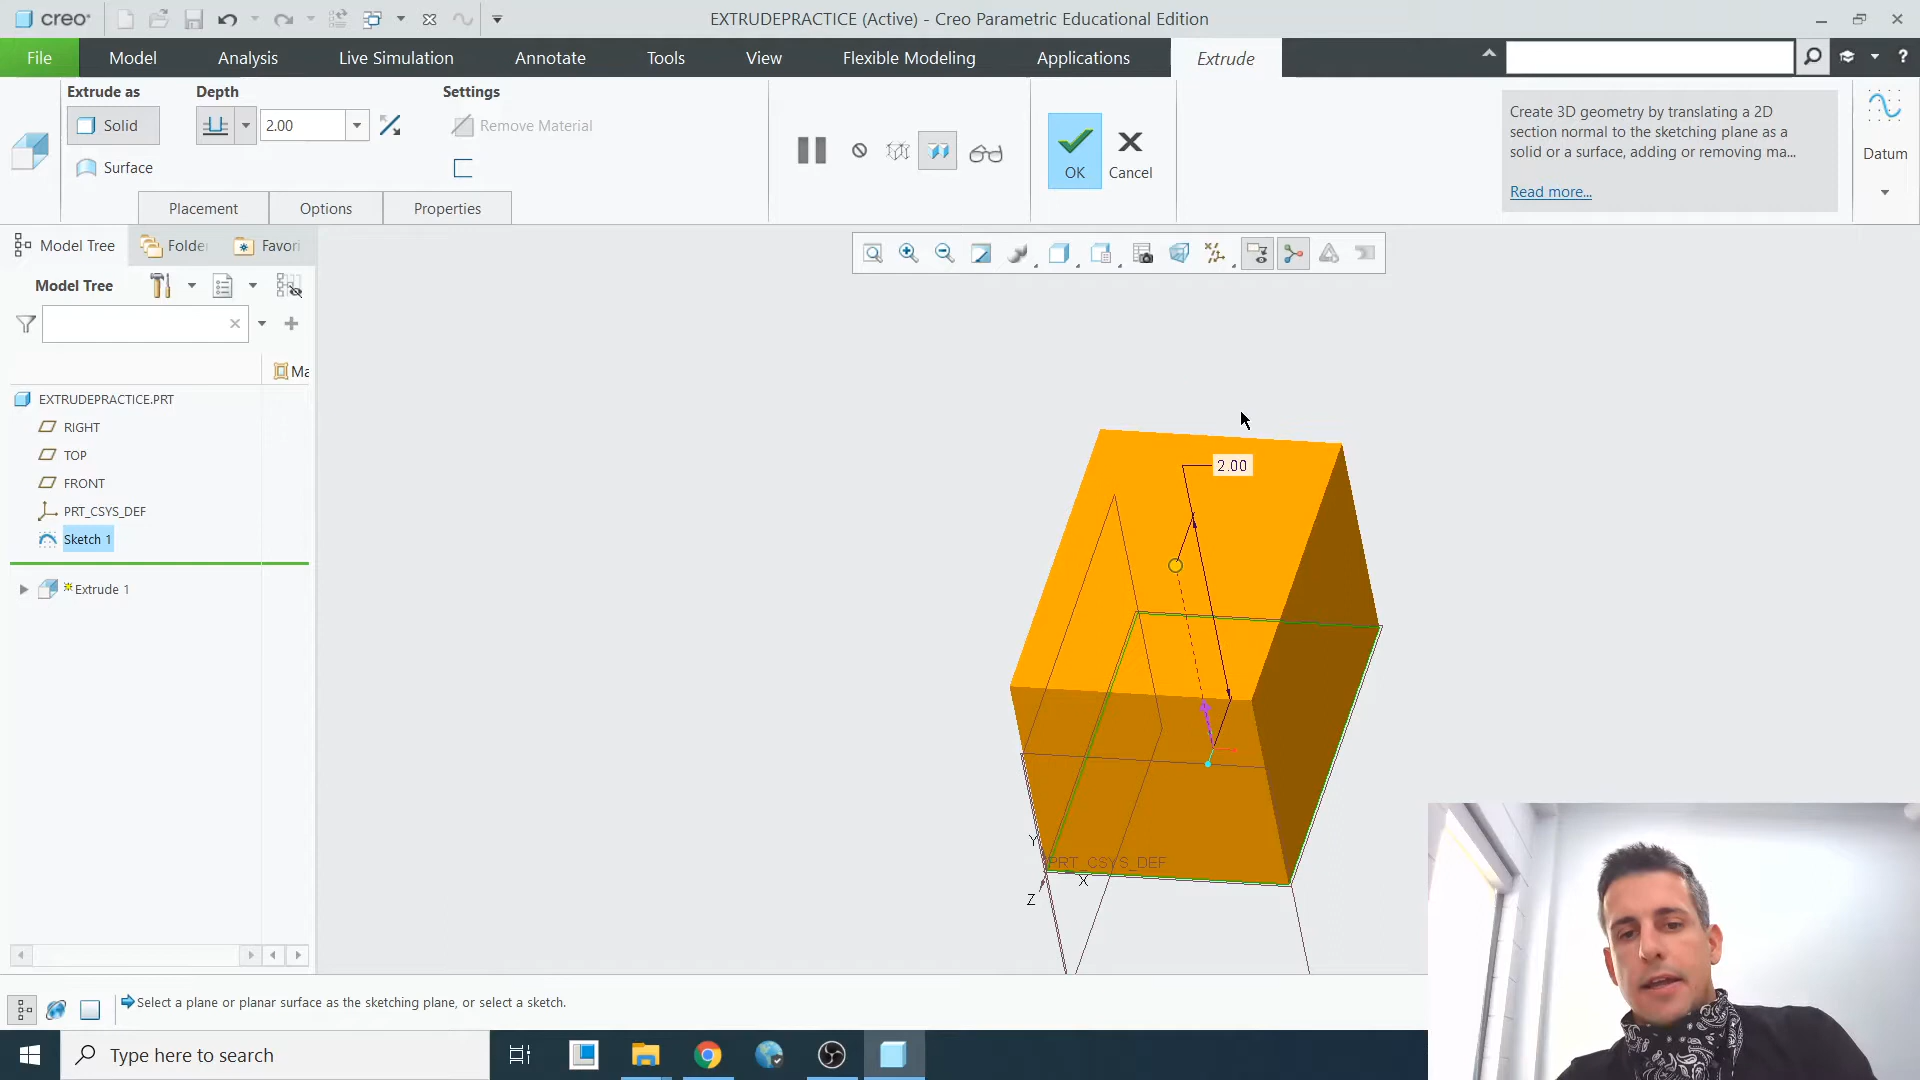 creo
EXTRUDEPRACTICE (Active) - Creo Parametric Educational Edition
File
Model
Analysis
Live Simulation
Annotate
Tools
View
Flexible Modeling
Applications
Extrude
?
Extrude as
Depth
Settings
Solid
2.00
Remove Material
Surface
OK
Cancel
Create 3D geometry by translating a 2D
section normal to the sketching plane as a
solid or a surface, adding or removing ma...
Read more...
Datum
Placement
Options
Properties
Model Tree
Folde
Favori
Model Tree
Ma
EXTRUDEPRACTICE.PRT
RIGHT
TOP
FRONT
PRT_CSYS_DEF
Sketch 1
Extrude 1
2.00
Y
PRT_CSYS_DEF
X
Z
Select a plane or planar surface as the sketching plane, or select a sketch.
Type here to search